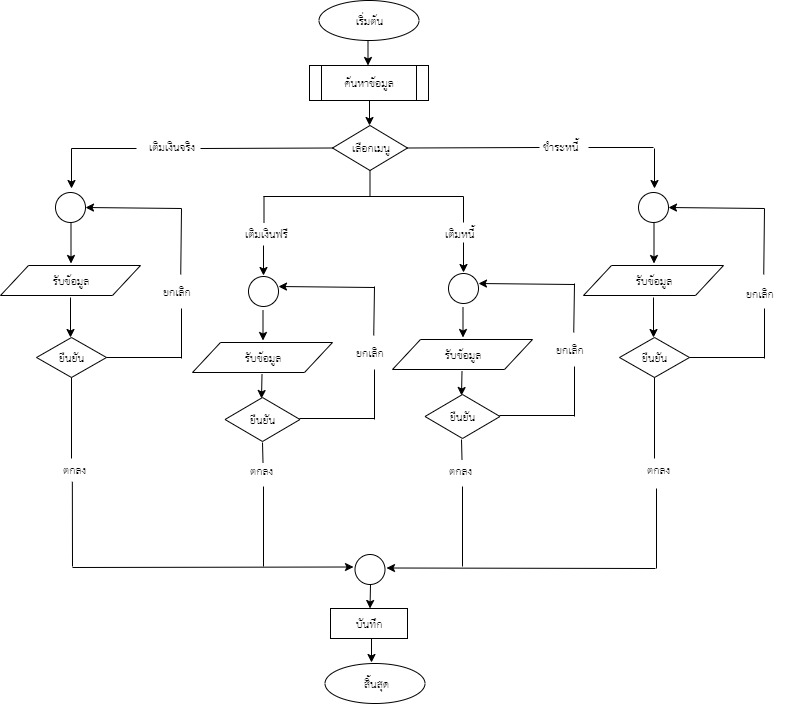 เริ่มต้น
ค้นหาข้อมูล
เลือกเมนู
เติมเงินจริง
ชำระหนี้
เติมเงินฟรี
เติมหนี้
รับข้อมูล
ยกเลิก
รับข้อมูล
ยกเลิก
ยืนยัน
ยืนยัน
รับข้อมูล
ยกเลิก
รับข้อมูล
ยกเลิก
ยืนยัน
ยืนยัน
ตกลง
ตกลง
ตกลง
ตกลง
บันทึก
สิ้นสุด